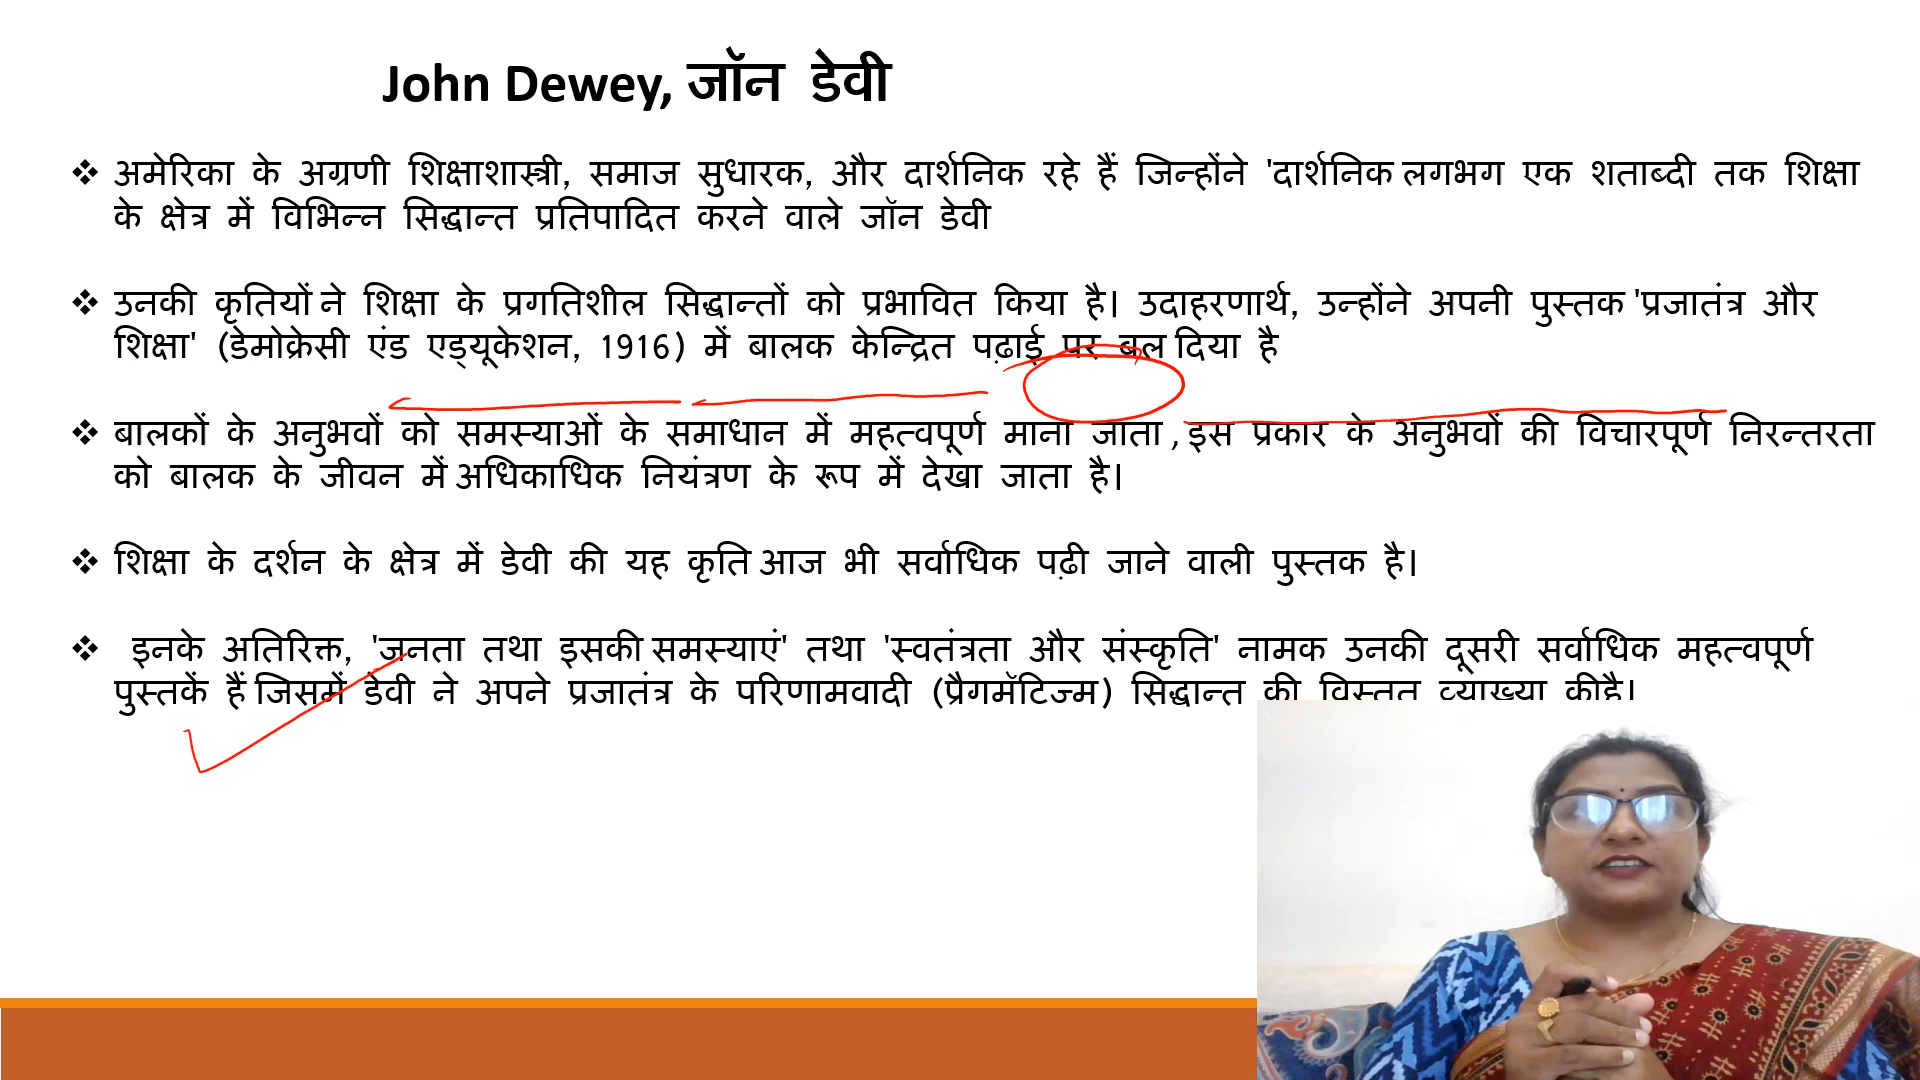 John Dewey, जॉन डेवी
❖ अमेरिका के अग्रणी शिक्षाशास्त्री, समाज सुधारक, और दार्शनिक रहे हैं जिन्होंने 'दार्शनिक लगभग एक शताब्दी तक शिक्षा
के क्षेत्र में विभिन्न सिद्धान्त प्रतिपादित करने वाले जॉन डेवी
❖ उनकी कृतियों ने शिक्षा के प्रगतिशील सिद्धान्तों को प्रभावित किया है। उदाहरणार्थ, उन्होंने अपनी पुस्तक 'प्रजातंत्र और
शिक्षा' (डेमोक्रेसी एंड एड्यूकेशन, 1916) में बालक केन्द्रित पढ़ाई पर बल दिया है
❖ बालकों के अनुभवों को समस्याओं के समाधान में महत्वपूर्ण माना जाता , इस प्रकार के अनुभवों की विचारपूर्ण निरन्तरता
को बालक के जीवन में अधिकाधिक नियंत्रण के रूप में देखा जाता है।
❖ शिक्षा के दर्शन के क्षेत्र में डेवी की यह कृति आज भी सर्वाधिक पढ़ी जाने वाली पुस्तक है।
❖ इनके अतिरिक्त, 'जनता तथा इसकी समस्याएं' तथा 'स्वतंत्रता और संस्कृति' नामक उनकी दूसरी सर्वाधिक महत्वपूर्ण
पुस्तकें हैं जिसमें डेवी ने अपने प्रजातंत्र के परिणामवादी (प्रैगमॅटिज्म) सिद्धान्त की विस्तृत व्याख्या कीहै।